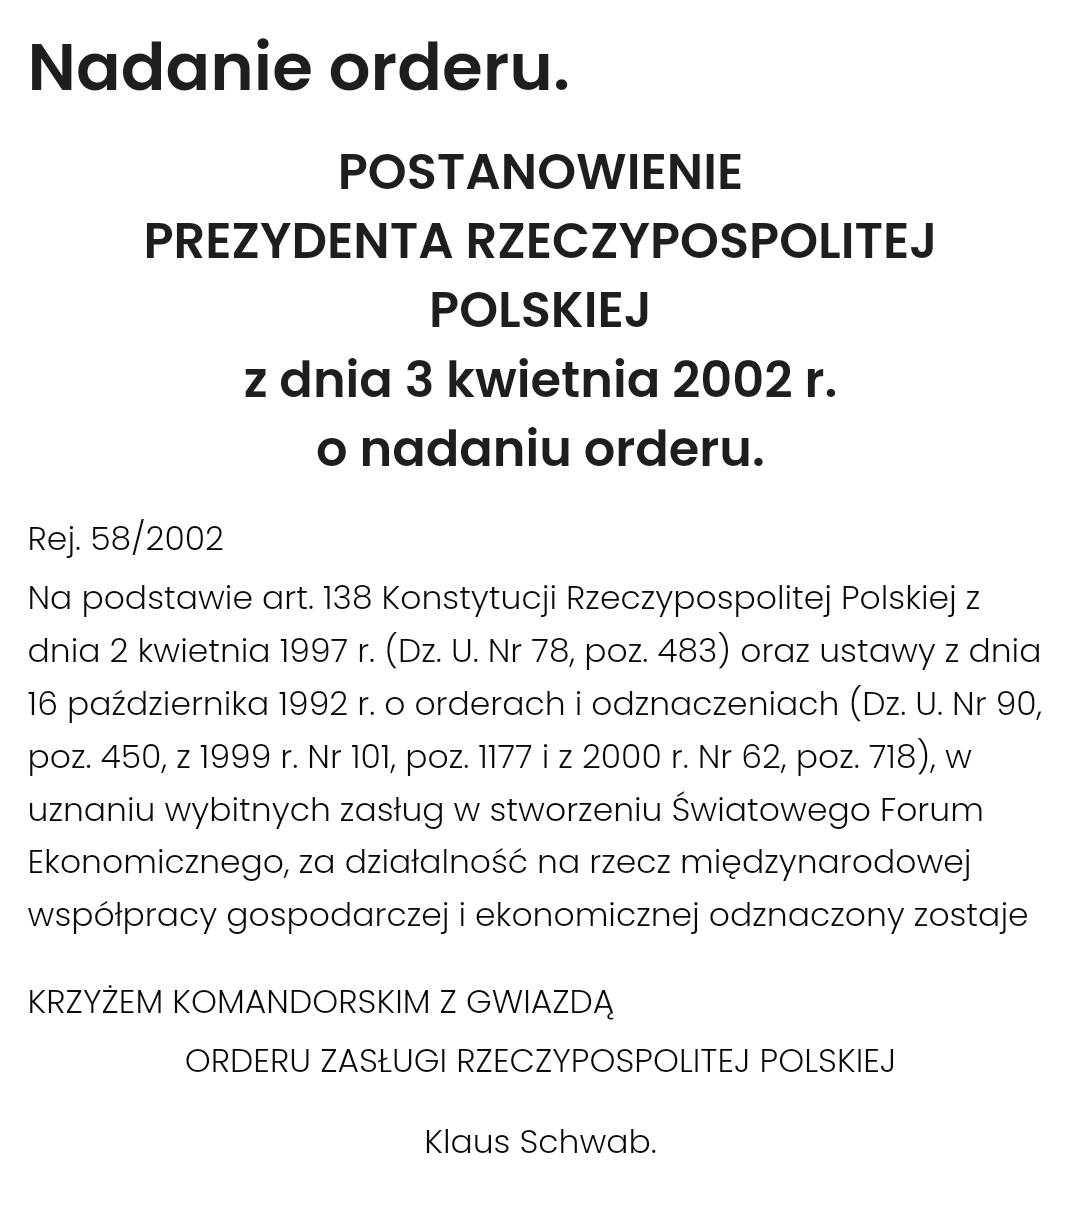 Nadanie orderu.
POSTANOWIENIE
PREZYDENTA RZECZYPOSPOLITEJ
POLSKIEJ
z dnia 3 kwietnia 2002 r.
o nadaniu orderu.
Rej. 58/2002
Na podstawie art. 138 Konstytucji Rzeczypospolitej Polskiej z
dnia 2 kwietnia 1997 r. (Dz. U. Nr 78, poz. 483) oraz ustawy z dnia
16 października 1992 r. o orderach i odznaczeniach (Dz. U. Nr 90,
poz. 450, z 1999 r. Nr 101, poz. 1177 i z 2000 r. Nr 62, poz. 718), w
uznaniu wybitnych zasług w stworzeniu Światowego Forum
Ekonomicznego, za działalność na rzecz międzynarodowej
współpracy gospodarczej i ekonomicznej odznaczony zostaje
KRZYŻEM KOMANDORSKIM Z GWIAZDĄ
ORDERU ZASŁUGI RZECZYPOSPOLITEJ POLSKIEJ
Klaus Schwab.